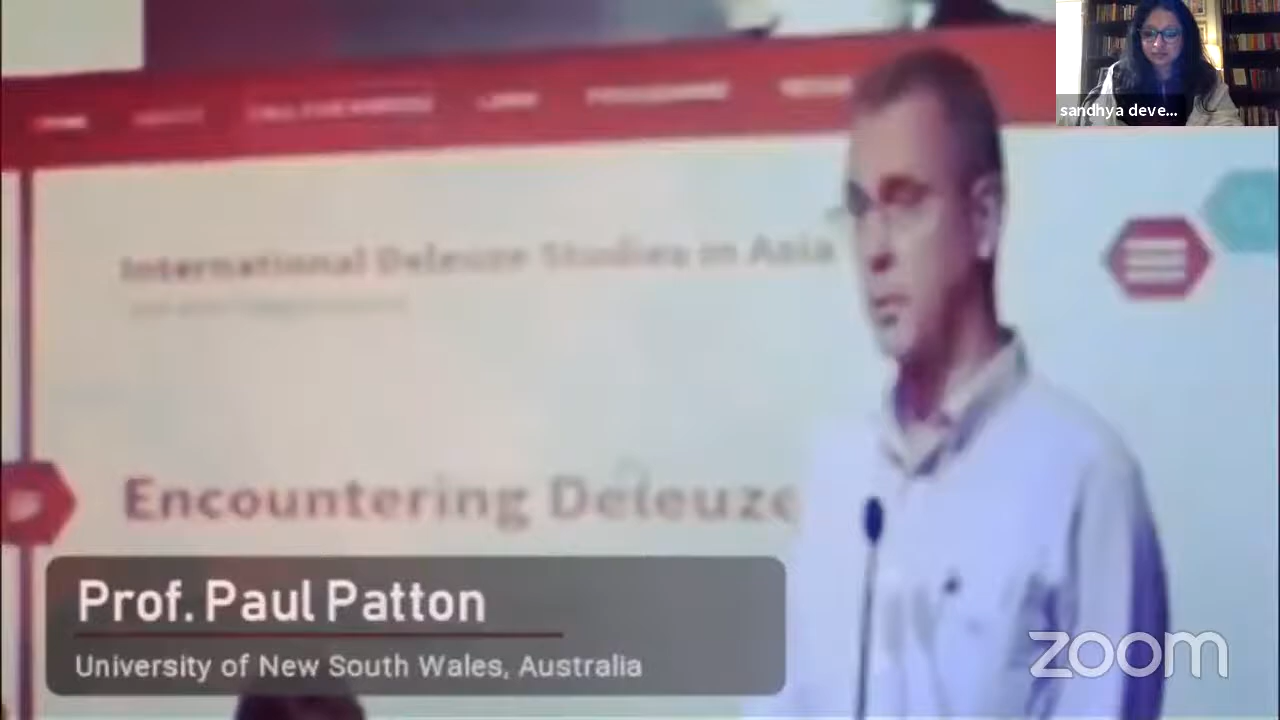 sandhya deve...
International Deleuze Studies in Asia
Encountering Deleuze
Prof. Paul Patton
University of New South Wales, Australia
zoom